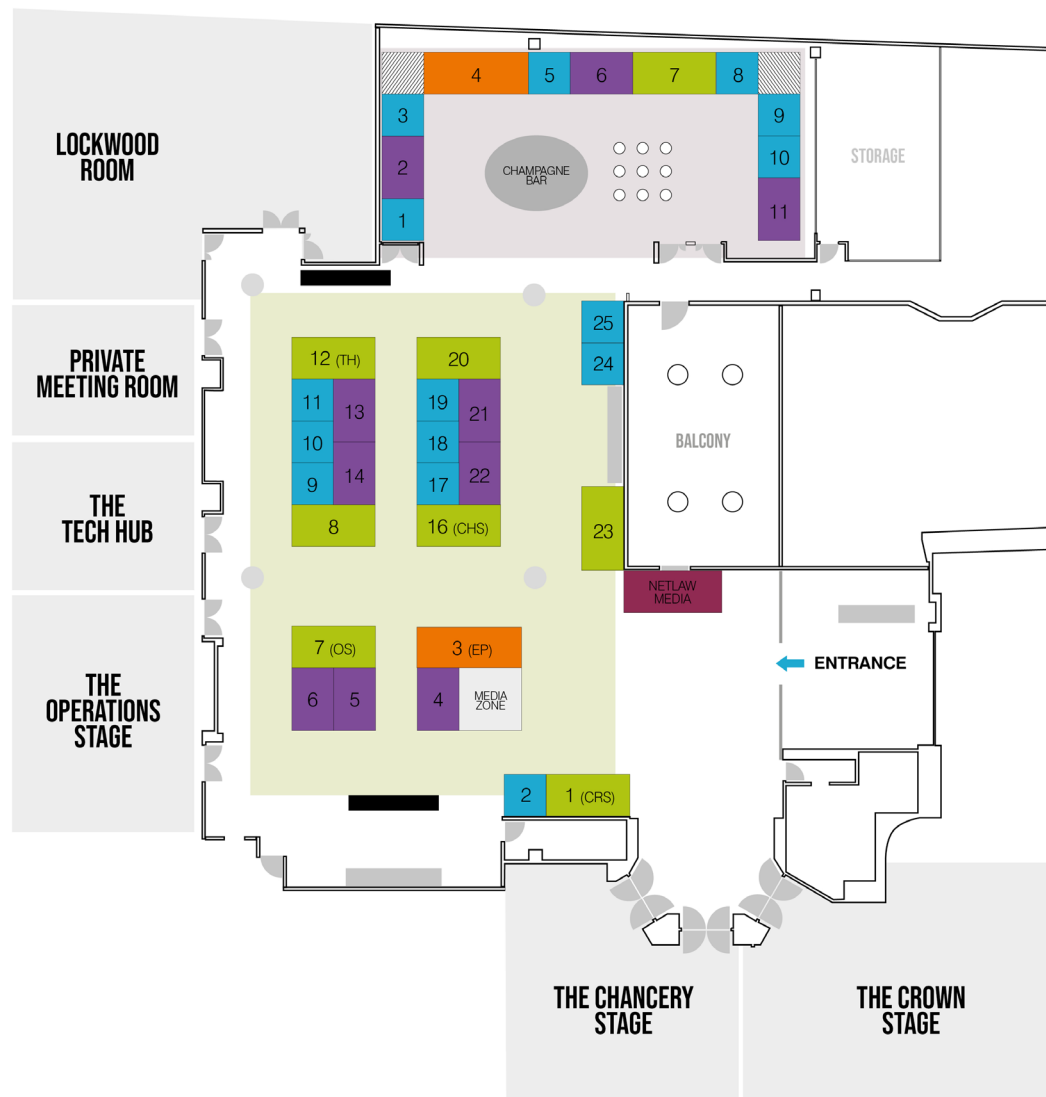 4
5
6
7
8
3
2
1
9
10
11
CHAMPAGNE
BAR
STORAGE
LOCKWOOD
ROOM
PRIVATE
MEETING ROOM
THE
TECH HUB
THE
OPERATIONS
STAGE
12 (TH)
11
10
9
13
14
8
20
19
18
17
21
22
16 (CHS)
25
24
23
BALCONY
NETLAW
MEDIA
ENTRANCE
7 (OS)
6
5
3 (EP)
4
MEDIA
ZONE
2
1 (CRS)
THE CHANCERY
STAGE
THE CROWN
STAGE